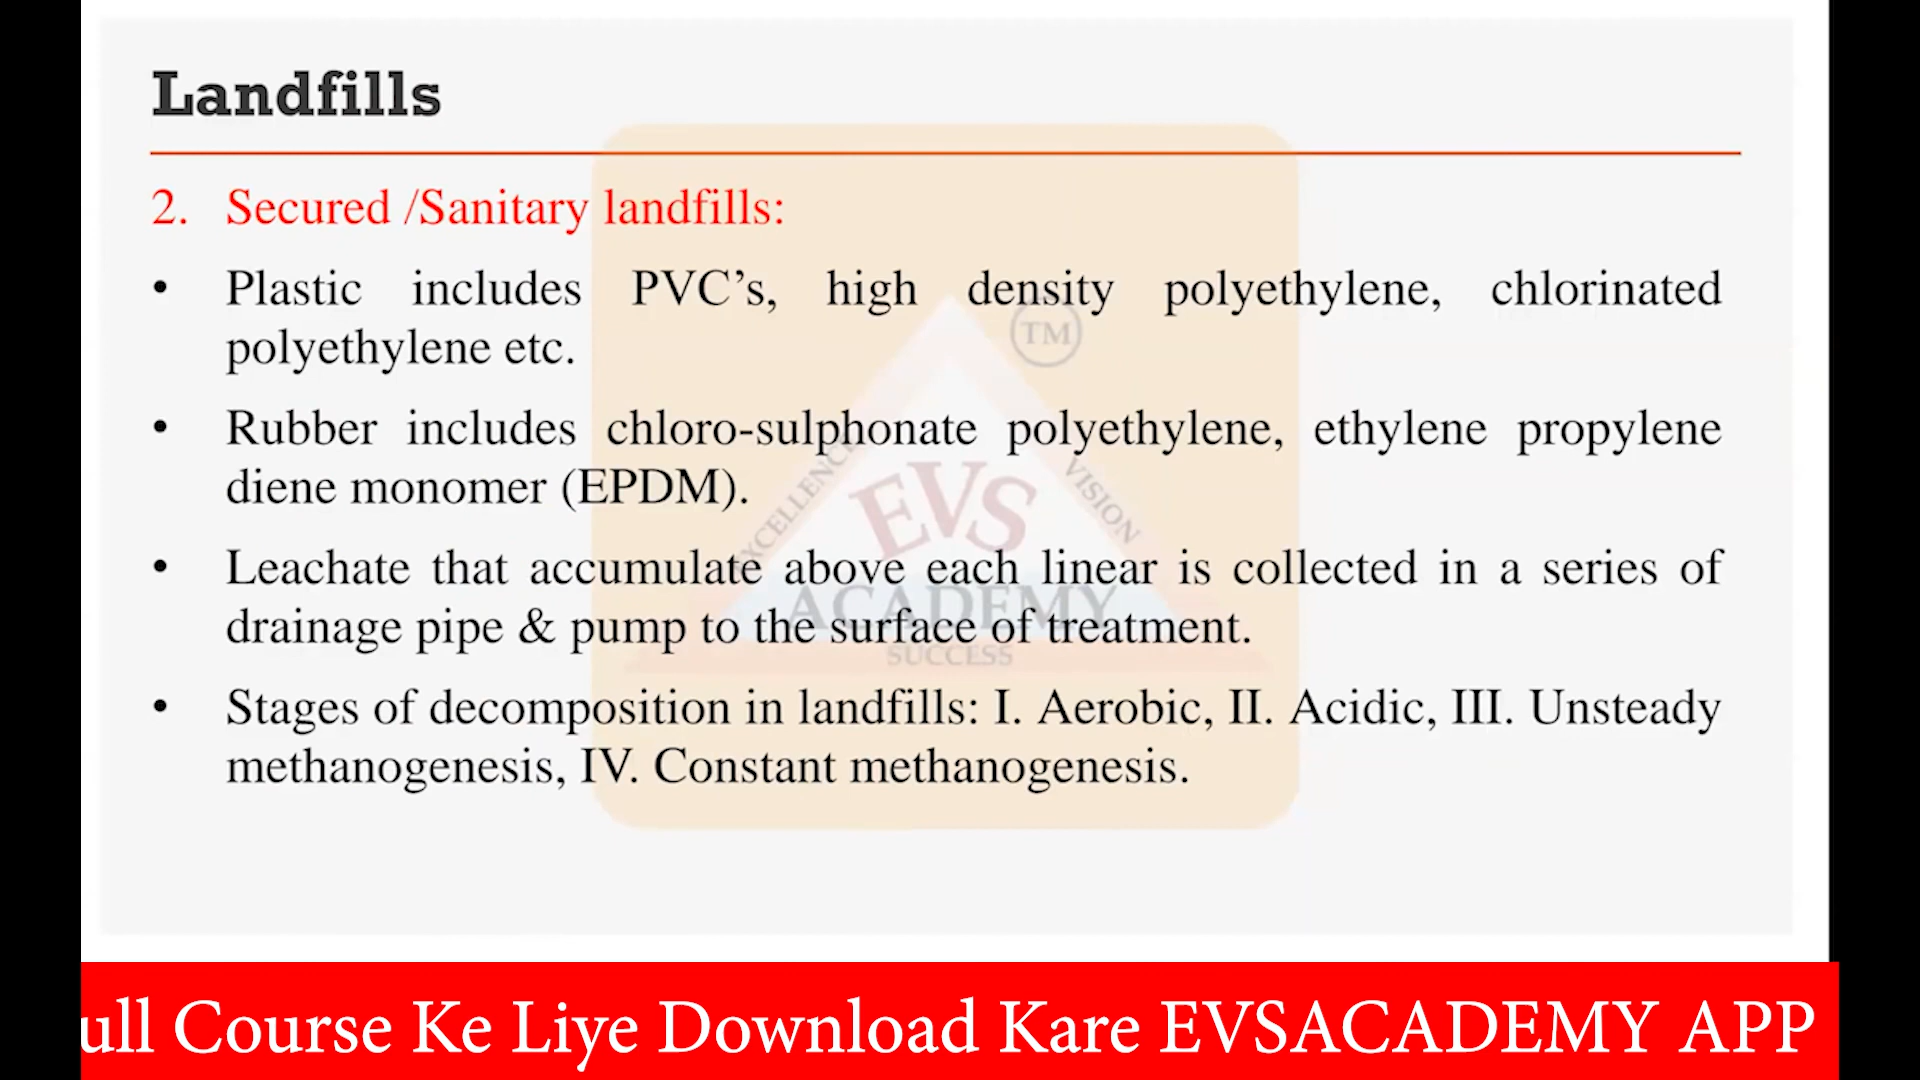 Landfills
2. Secured /Sanitary landfills:
• Plastic includes PVC’s, high density polyethylene, chlorinated
polyethylene etc.
TM
• Rubber includes chloro-sulphonate polyethylene, ethylene propylene
diene monomer (EPDM).
EXCELLENCE
VISION
EVS
• Leachate that accumulate above each linear is collected in a series of
ACADEMY
drainage pipe & pump to the surface of treatment.
SUCCESS
• Stages of decomposition in landfills: I. Aerobic, II. Acidic, III. Unsteady
methanogenesis, IV. Constant methanogenesis.
ull Course Ke Liye Download Kare EVSACADEMY APP